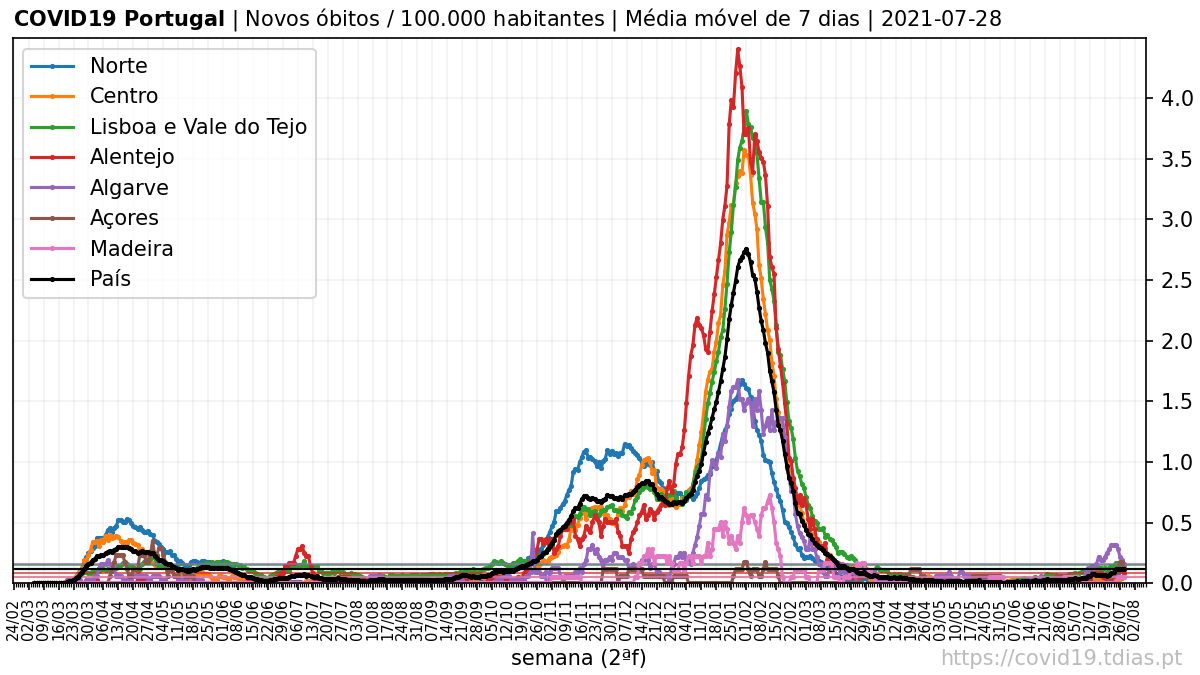 COVID19 Portugal | Novos óbitos / 100.000 habitantes | Média móvel de 7 dias | 2021-07-28
Norte
Centro
Lisboa e Vale do Tejo
Alentejo
Algarve
Açores
Madeira
País
4.0
3.5
3.0
2.5
2.0
1.5
1.0
0.5
0.0
24/02 02/03 09/03 16/03 23/03 30/03 06/04 13/04 20/04 27/04 04/05 11/05 18/05 25/05 01/06 08/06 15/06 22/06 29/06 06/07 13/07 20/07 27/07 03/08 10/08 17/08 24/08 31/08 07/09 14/09 21/09 28/09 05/10 12/10 19/10 26/10 02/11 09/11 16/11 23/11 30/11 07/12 14/12 21/12 28/12 04/01 11/01 18/01 25/01 01/02 08/02 15/02 22/02 01/03 08/03 15/03 22/03 29/03 05/04 12/04 19/04 26/04 03/05 10/05 17/05 24/05 31/05 07/06 14/06 21/06 28/06 05/07 12/07 19/07 26/07 02/08
semana (2ªf)
https://covid19.tdias.pt